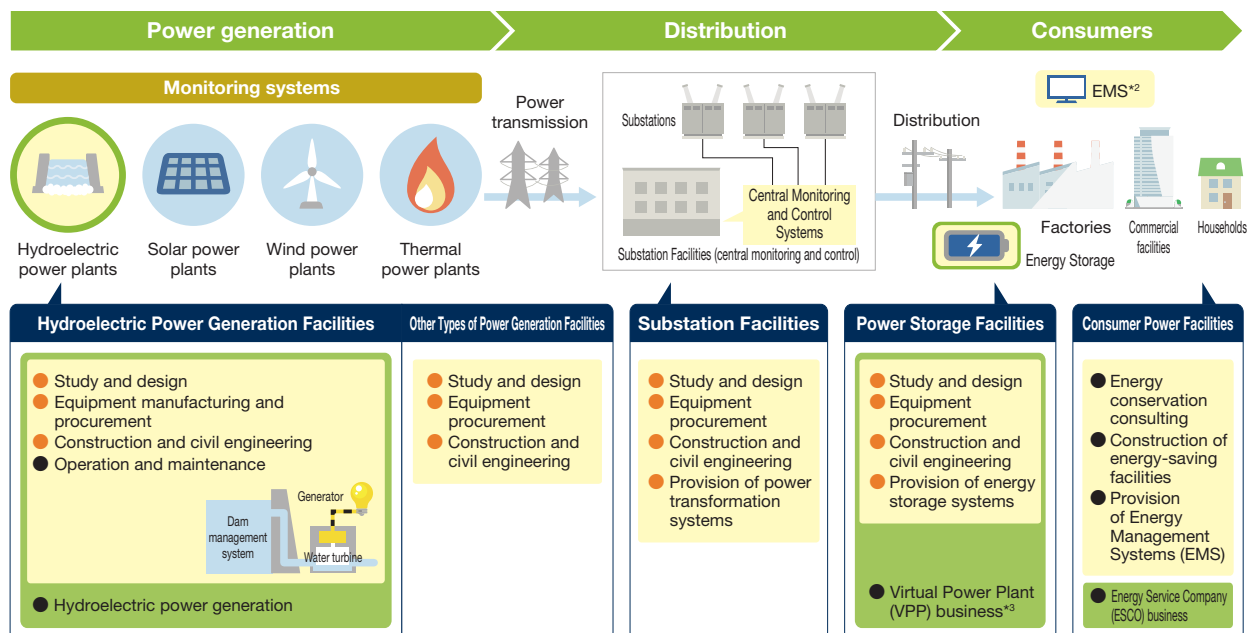 Power generation
Distribution
Consumers
Monitoring systems
Hydroelectric
power plants
Solar power
plants
Wind power
plants
Thermal
power plants
Power
transmission
Substations
Central Monitoring
and Control
Systems
Substation Facilities (central monitoring and control)
Distribution
EMS*2
Factories
Commercial
facilities
Households
Energy Storage
Hydroelectric Power Generation Facilities
● Study and design
● Equipment manufacturing and
procurement
● Construction and civil engineering
● Operation and maintenance
Dam
management
system
Generator
Water turbine
● Hydroelectric power generation
Other Types of Power Generation Facilities
● Study and design
● Equipment
procurement
● Construction and
civil engineering
Substation Facilities
● Study and design
● Equipment
procurement
● Construction and
civil engineering
● Provision of power
transformation
systems
Power Storage Facilities
● Study and design
● Equipment
procurement
● Construction and
civil engineering
● Provision of energy
storage systems
● Virtual Power Plant
(VPP) business*3
Consumer Power Facilities
● Energy
conservation
consulting
● Construction of
energy-saving
facilities
● Provision
of Energy
Management
Systems (EMS)
● Energy Service Company
(ESCO) business